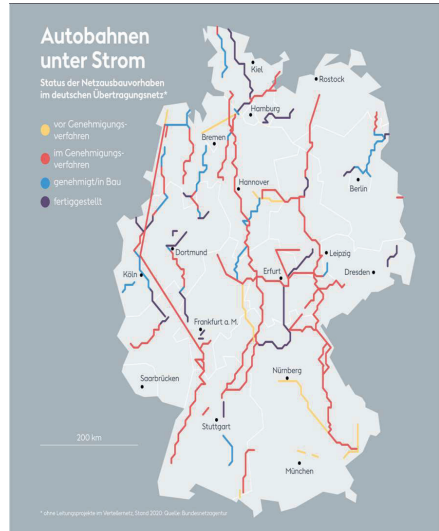 Autobahnen
unter Strom
Status der Netzausbauvorhaben
im deutschen Übertragungsnetz*
vor Genehmigungs-
verfahren
im Genehmigungs-
verfahren
genehmigt/in Bau
fertiggestellt
Kiel
Rostock
Hamburg
Bremen
Hannover
Berlin
Dortmund
Leipzig
Köln
Erfurt
Dresden
Frankfurt a. M.
Saarbrücken
Nürnberg
Stuttgart
200 km
München
* ohne Leitungsprojekte im Verteilernetz, Stand 2020 Quelle: Bundesnetzagentur